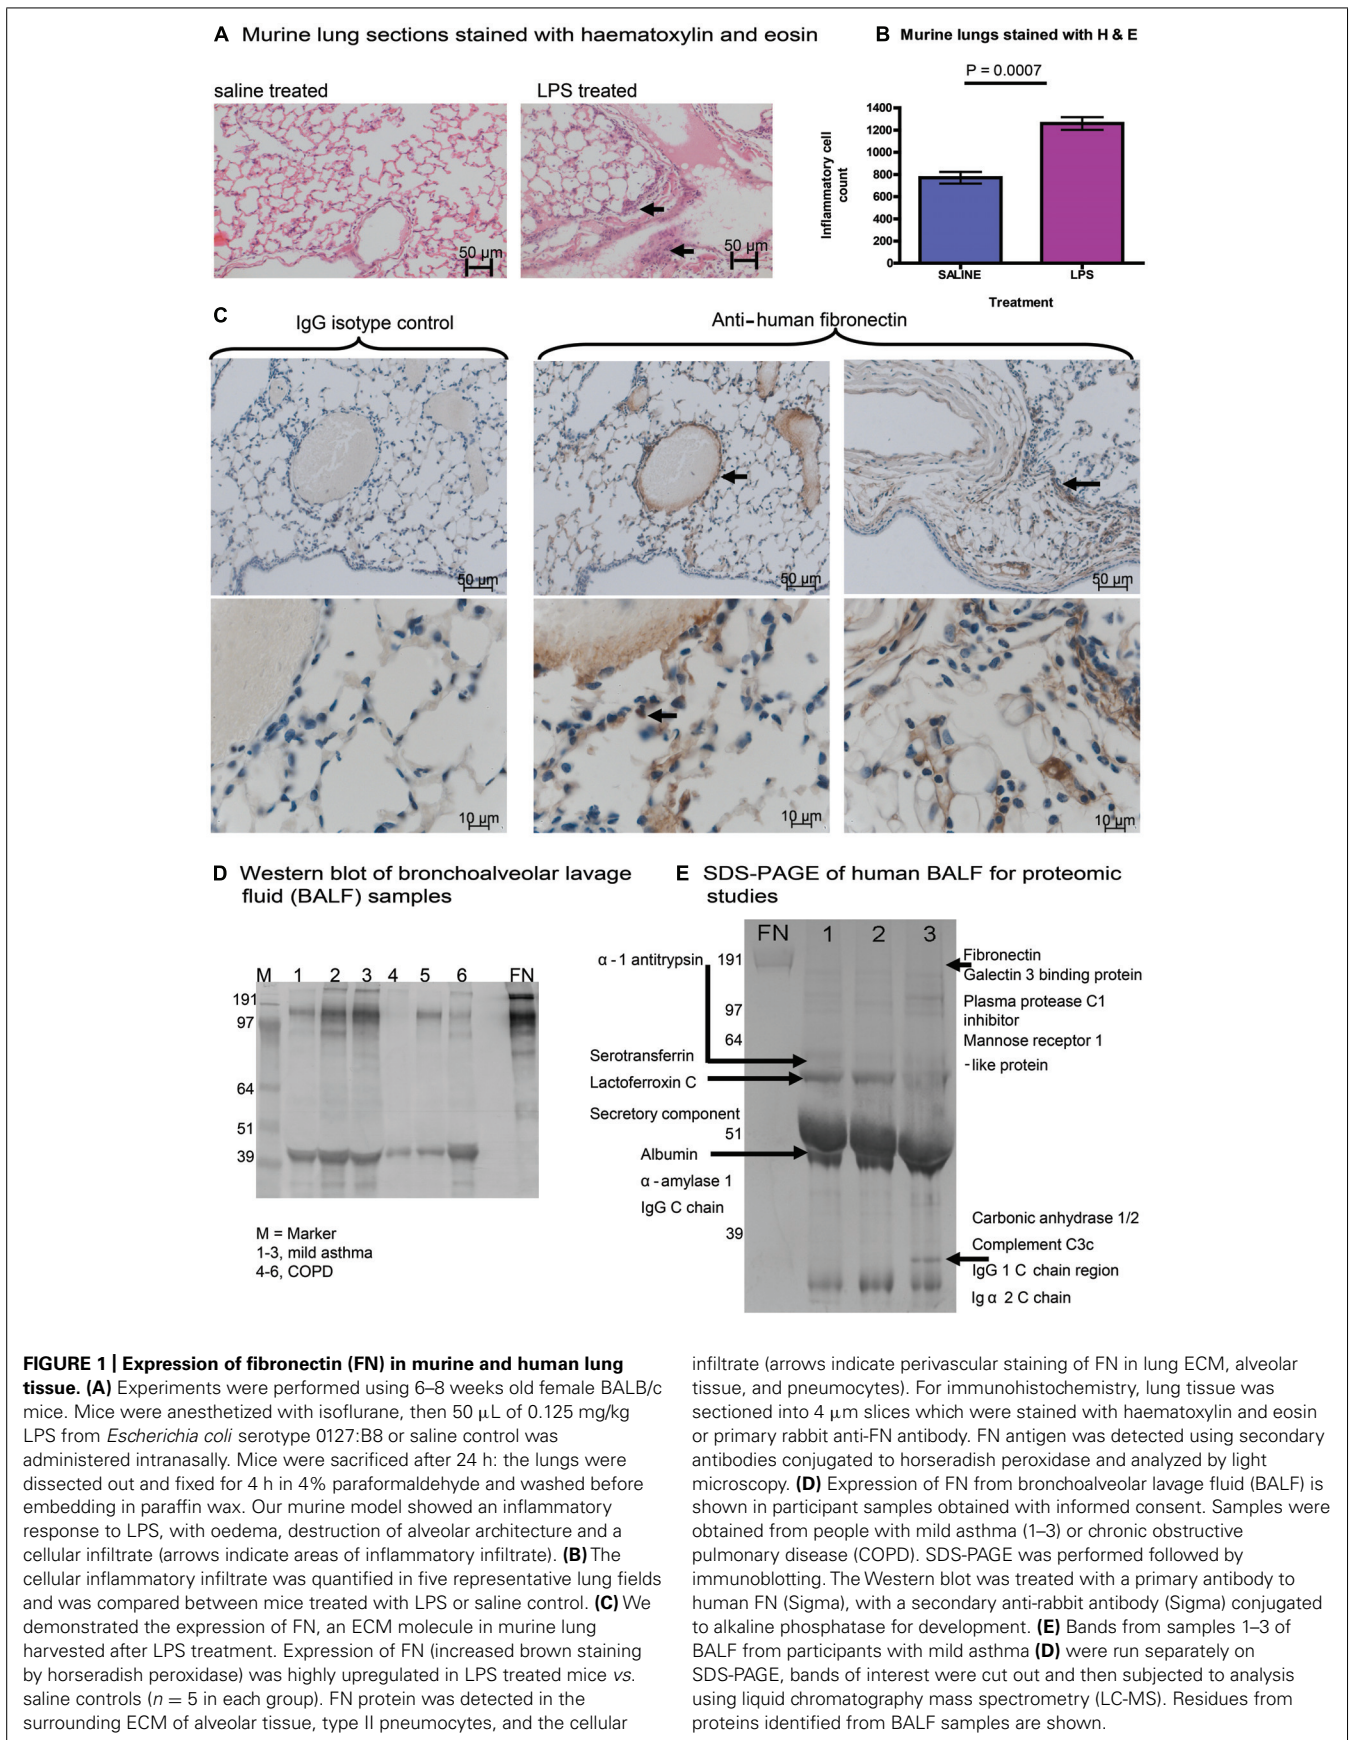 A Murine lung sections stained with haematoxylin and eosin
saline treated
LPS treated
50 µm
50 µm
B Murine lungs stained with H & E
P = 0.0007
1400
1200
1000
800
600
400
200
0
Inflammatory cell
count
SALINE
LPS
Treatment
C
IgG isotype control
Anti-human fibronectin
50 µm
50 µm
50 µm
10 µm
10 µm
10 µm
D Western blot of bronchoalveolar lavage
fluid (BALF) samples
M 1 2 3 4 5 6 FN
191
97
64
51
39
M = Marker
1-3, mild asthma
4-6, COPD
E SDS-PAGE of human BALF for proteomic
studies
FN 1 2 3
α-1 antitrypsin
191
97
64
Serotransferrin
Lactoferroxin C
Secretory component
51
Albumin
α-amylase 1
IgG C chain
39
Fibronectin
Galectin 3 binding protein
Plasma protease C1
inhibitor
Mannose receptor 1
-like protein
Carbonic anhydrase 1/2
Complement C3c
IgG 1 C chain region
Ig α 2 C chain
FIGURE 1 | Expression of fibronectin (FN) in murine and human lung
tissue. (A) Experiments were performed using 6–8 weeks old female BALB/c
mice. Mice were anesthetized with isoflurane, then 50 µL of 0.125 mg/kg
LPS from Escherichia coli serotype 0127:B8 or saline control was
administered intranasally. Mice were sacrificed after 24 h: the lungs were
dissected out and fixed for 4 h in 4% paraformaldehyde and washed before
embedding in paraffin wax. Our murine model showed an inflammatory
response to LPS, with oedema, destruction of alveolar architecture and a
cellular infiltrate (arrows indicate areas of inflammatory infiltrate). (B) The
cellular inflammatory infiltrate was quantified in five representative lung fields
and was compared between mice treated with LPS or saline control. (C) We
demonstrated the expression of FN, an ECM molecule in murine lung
harvested after LPS treatment. Expression of FN (increased brown staining
by horseradish peroxidase) was highly upregulated in LPS treated mice vs.
saline controls (n = 5 in each group). FN protein was detected in the
surrounding ECM of alveolar tissue, type II pneumocytes, and the cellular
infiltrate (arrows indicate perivascular staining of FN in lung ECM, alveolar
tissue, and pneumocytes). For immunohistochemistry, lung tissue was
sectioned into 4 µm slices which were stained with haematoxylin and eosin
or primary rabbit anti-FN antibody. FN antigen was detected using secondary
antibodies conjugated to horseradish peroxidase and analyzed by light
microscopy. (D) Expression of FN from bronchoalveolar lavage fluid (BALF) is
shown in participant samples obtained with informed consent. Samples were
obtained from people with mild asthma (1–3) or chronic obstructive
pulmonary disease (COPD). SDS-PAGE was performed followed by
immunoblotting. The Western blot was treated with a primary antibody to
human FN (Sigma), with a secondary anti-rabbit antibody (Sigma) conjugated
to alkaline phosphatase for development. (E) Bands from samples 1–3 of
BALF from participants with mild asthma (D) were run separately on
SDS-PAGE, bands of interest were cut out and then subjected to analysis
using liquid chromatography mass spectrometry (LC-MS). Residues from
proteins identified from BALF samples are shown.